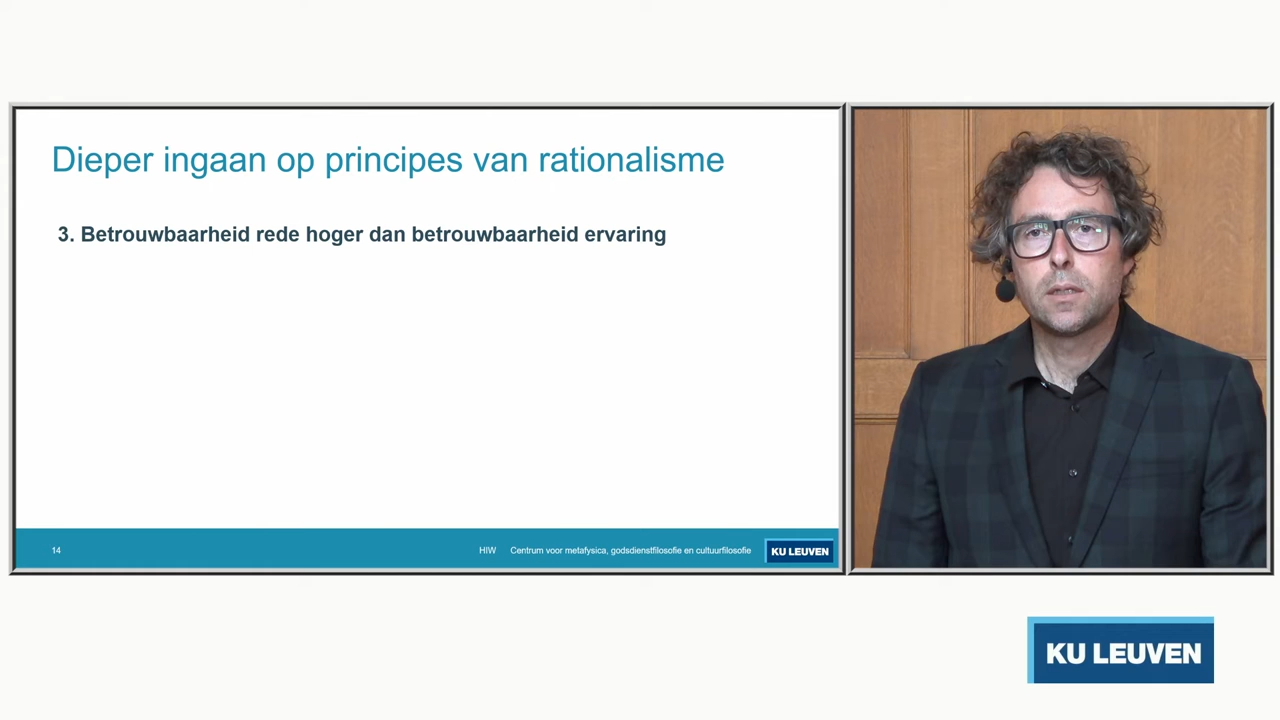 Dieper ingaan op principes van rationalisme
3. Betrouwbaarheid rede hoger dan betrouwbaarheid ervaring
14
HIW Centrum voor metafysica, godsdienstfilosofie en cultuurfilosofie
KU LEUVEN
KU LEUVEN